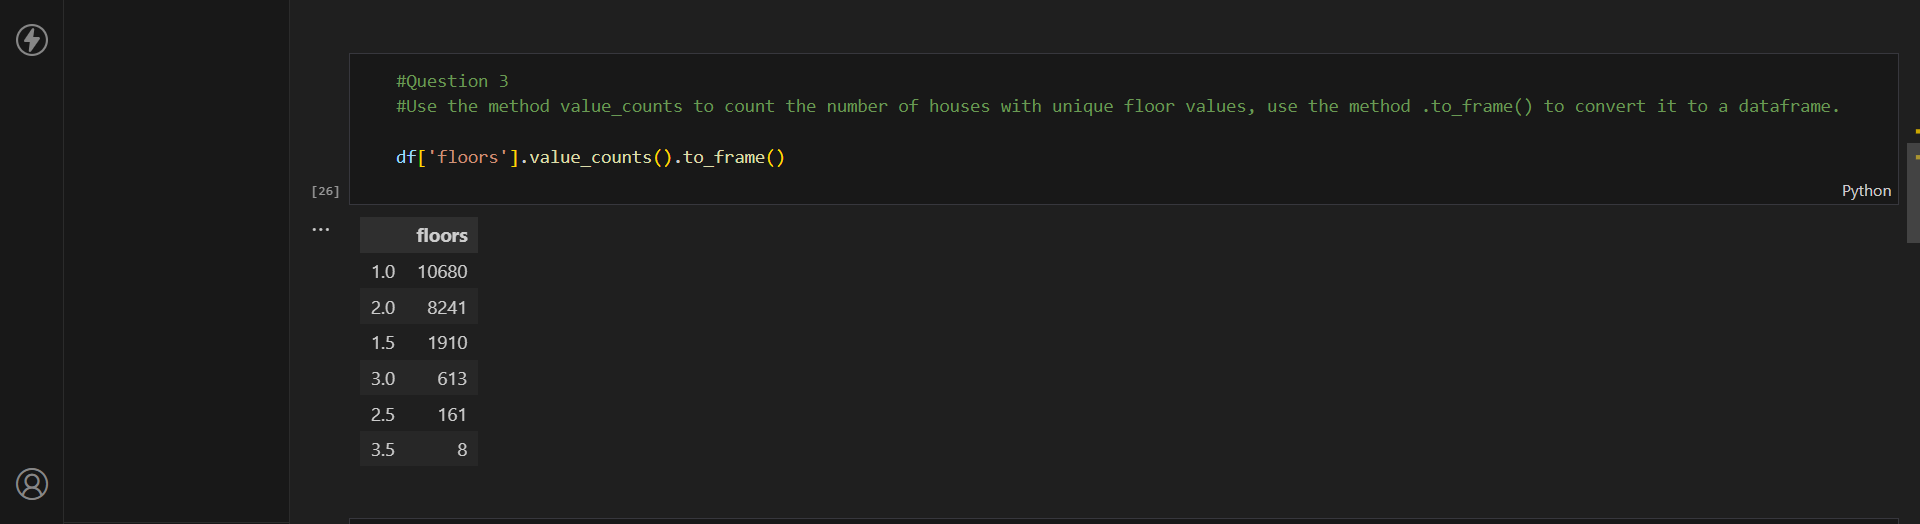 #Question 3
#Use the method value_counts to count the number of houses with unique floor values, use the method .to_frame() to convert it to a dataframe.
df['floors'].value_counts().to_frame()
[26]
Python
...
floors
1.0 10680
2.0 8241
1.5 1910
3.0 613
2.5 161
3.5 8